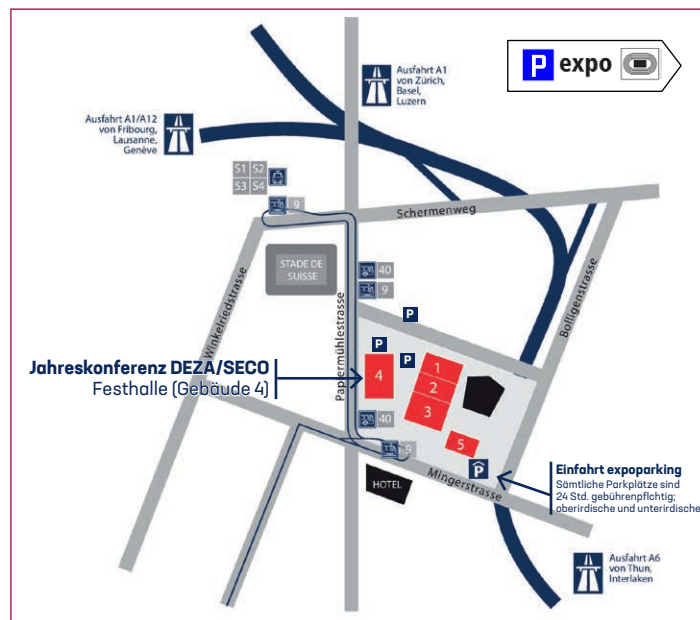 P expo
Ausfahrt A1
von Zürich,
Basel,
Luzern
Ausfahrt A1/A12
von Fribourg,
Lausanne,
Genève
S1 S2
S3 S4
9
Schermenweg
STADE DE
SUISSE
40
9
Winkelriedstrasse
Papiermühlestrasse
Bolligenstrasse
P
P
P
Jahreskonferenz DEZA/SECO
Festhalle (Gebäude 4)
4
1
2
3
5
40
9
P
Mingerstrasse
HOTEL
Einfahrt expoparking
Sämtliche Parkplätze sind
24 Std. gebührenpflchtig;
oberirdische und unterirdische
Ausfahrt A6
von Thun,
Interlaken